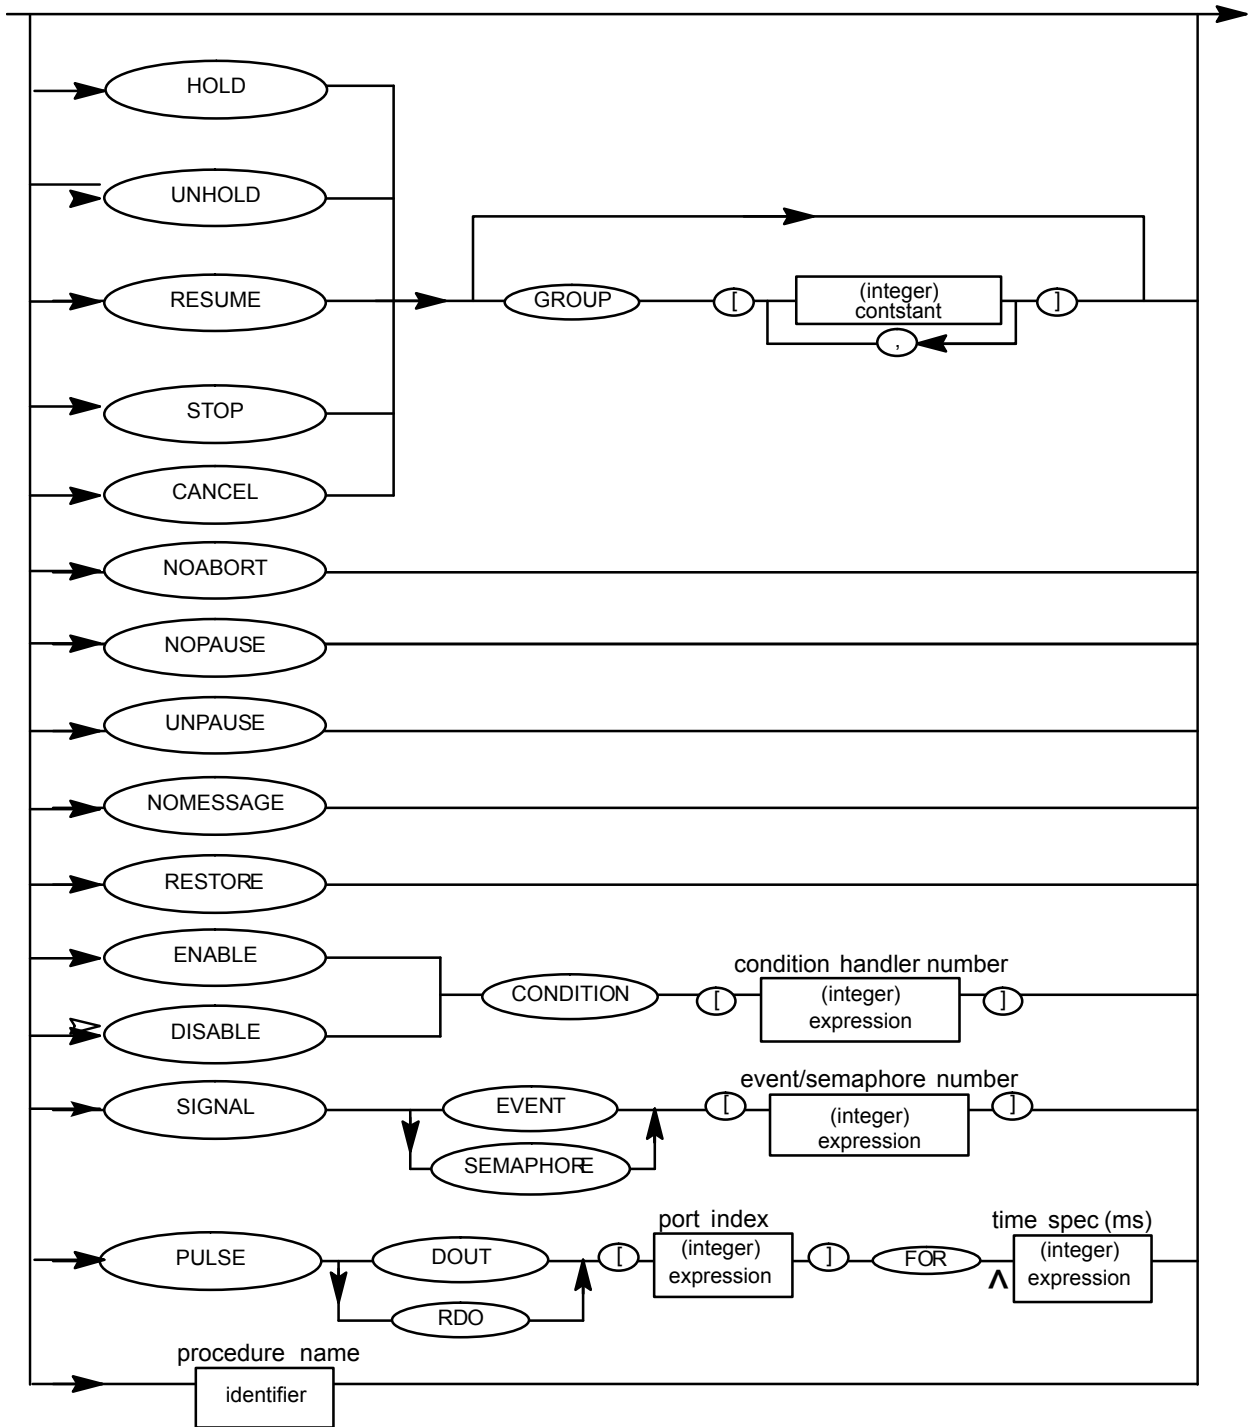 HOLD
UNHOLD
RESUME
GROUP [ (integer) ]
contstant
,
STOP
CANCEL
NOABORT
NOPAUSE
UNPAUSE
NOMESSAGE
RESTORE
ENABLE
condition handler number
CONDITION [ (integer) ]
expression
DISABLE
event/semaphore number
SIGNAL EVENT [ (integer) ]
expression
SEMAPHORE
port index time spec (ms)
PULSE DOUT [ (integer) ] FOR (integer)
expression ^ expression
RDO
procedure name
identifier